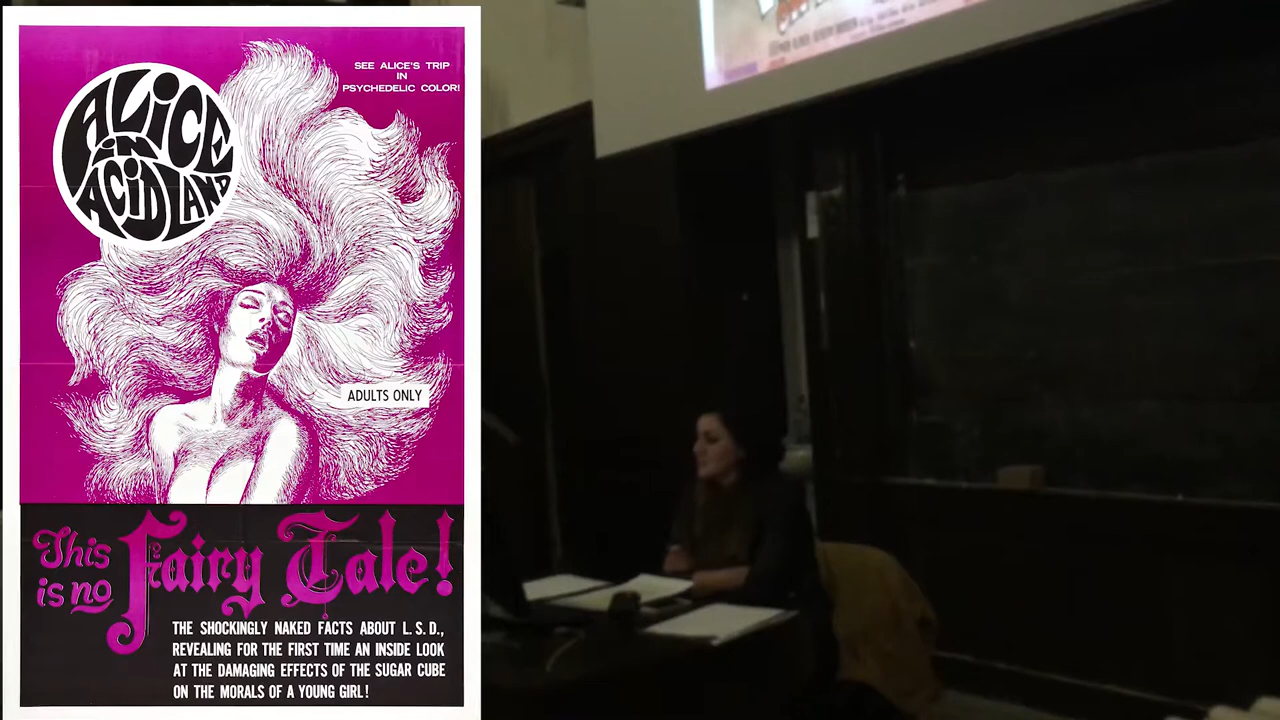 ALICE
IN
ACID LAND
SEE ALICE'S TRIP
IN
PSYCHEDELIC COLOR!
ADULTS ONLY
This
is no
Fairy Tale!
THE SHOCKINGLY NAKED FACTS ABOUT L.S.D.,
REVEALING FOR THE FIRST TIME AN INSIDE LOOK
AT THE DAMAGING EFFECTS OF THE SUGAR CUBE
ON THE MORALS OF A YOUNG GIRL!